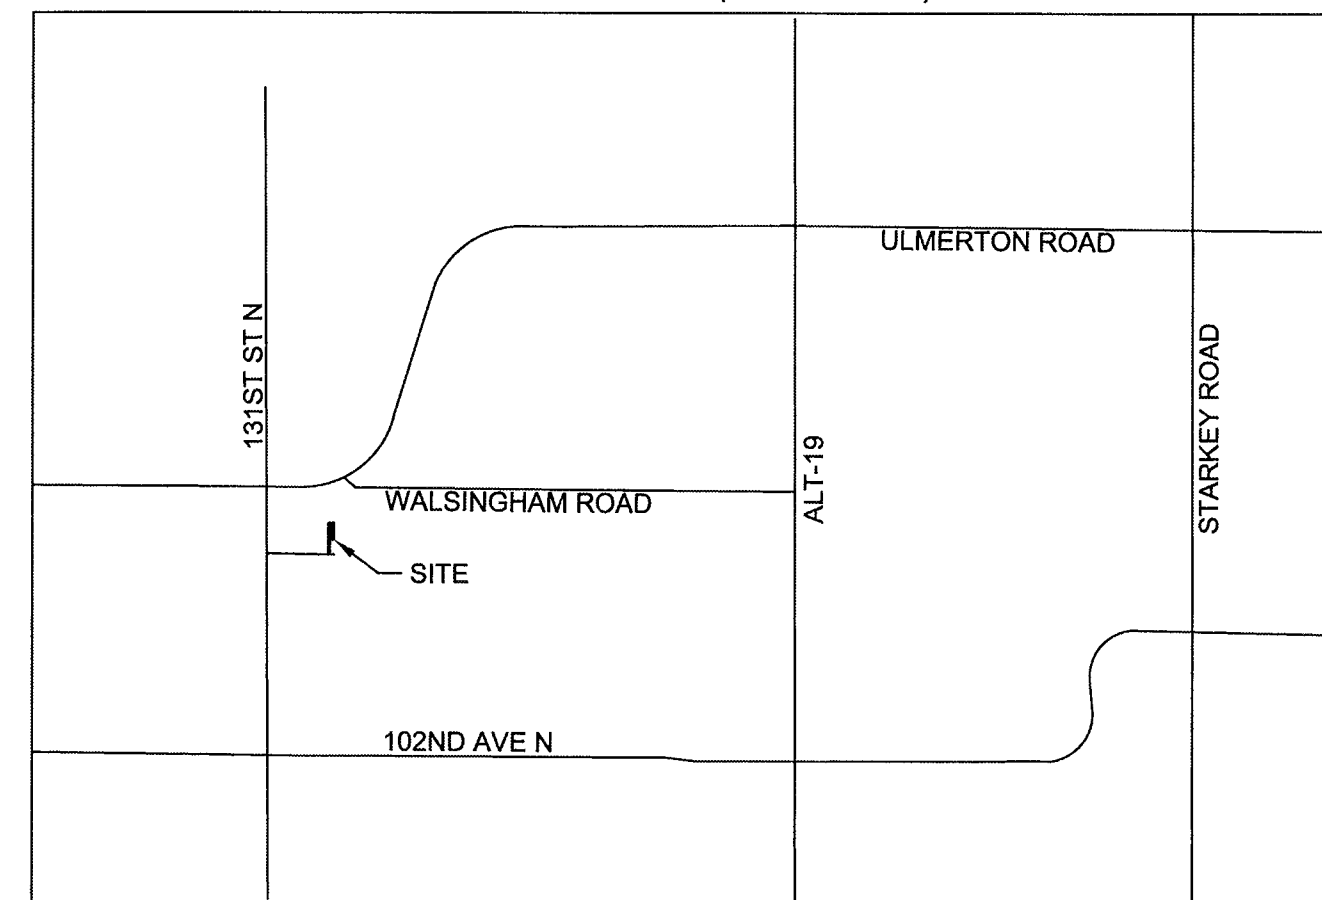 ULMERTON ROAD
131ST ST N
STARKEY ROAD
ALT-19
WALSINGHAM ROAD
SITE
102ND AVE N